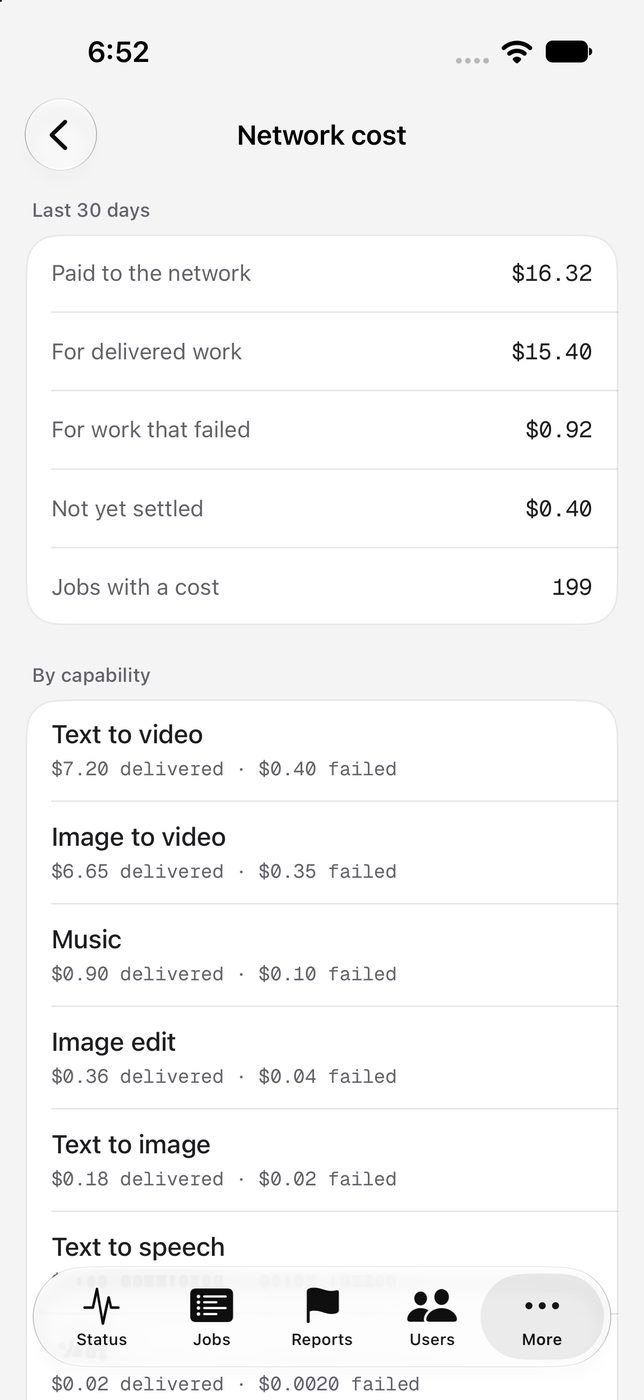 6:52
Network cost
Last 30 days
Paid to the network $16.32
For delivered work $15.40
For work that failed $0.92
Not yet settled $0.40
Jobs with a cost 199
By capability
Text to video
$7.20 delivered · $0.40 failed
Image to video
$6.65 delivered · $0.35 failed
Music
$0.90 delivered · $0.10 failed
Image edit
$0.36 delivered · $0.04 failed
Text to image
$0.18 delivered · $0.02 failed
Text to speech
Status Jobs Reports Users More
$0.02 delivered · $0.0020 failed